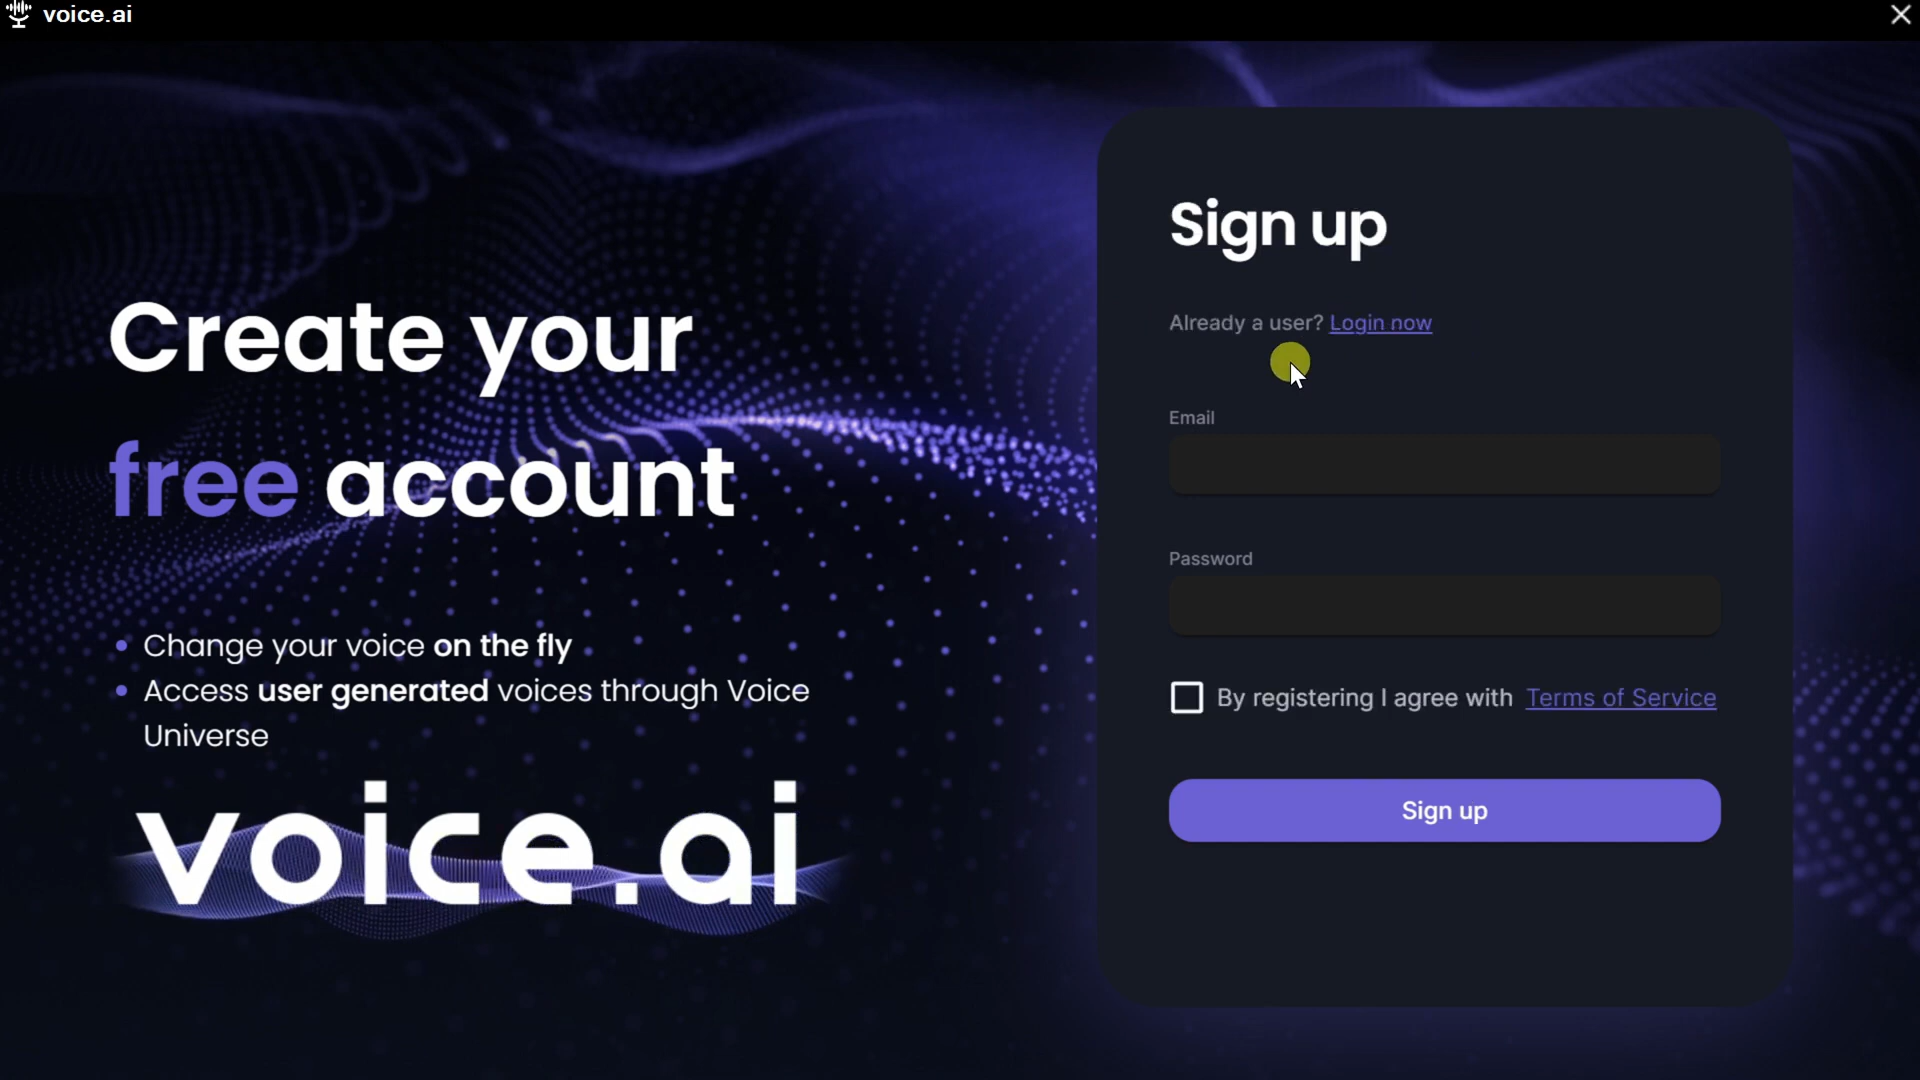 voice.ai
Create your
free account
• Change your voice on the fly
• Access user generated voices through Voice
Universe
voice.ai
Sign up
Already a user? Login now
Email
Password
By registering I agree with Terms of Service
Sign up